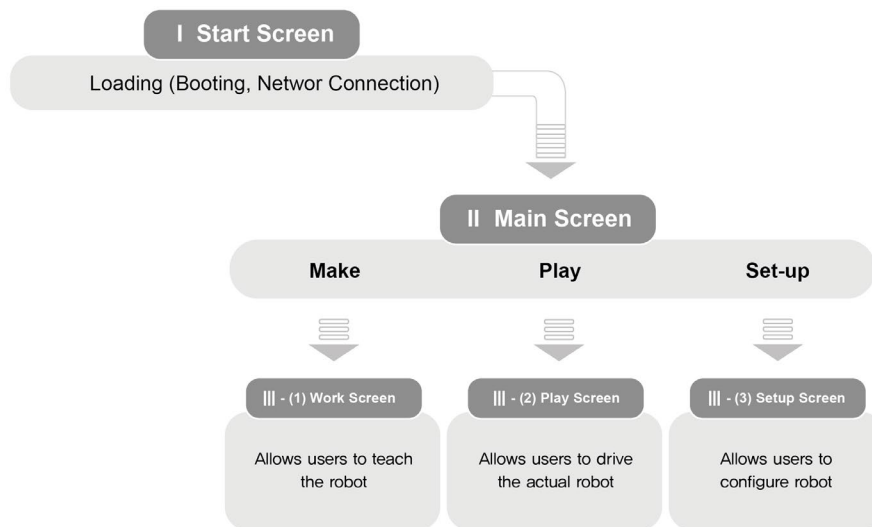 I Start Screen
Loading (Booting, Networ Connection)
II Main Screen
Make
Play
Set-up
III - (1) Work Screen
Allows users to teach
the robot
III - (2) Play Screen
Allows users to drive
the actual robot
III - (3) Setup Screen
Allows users to
configure robot